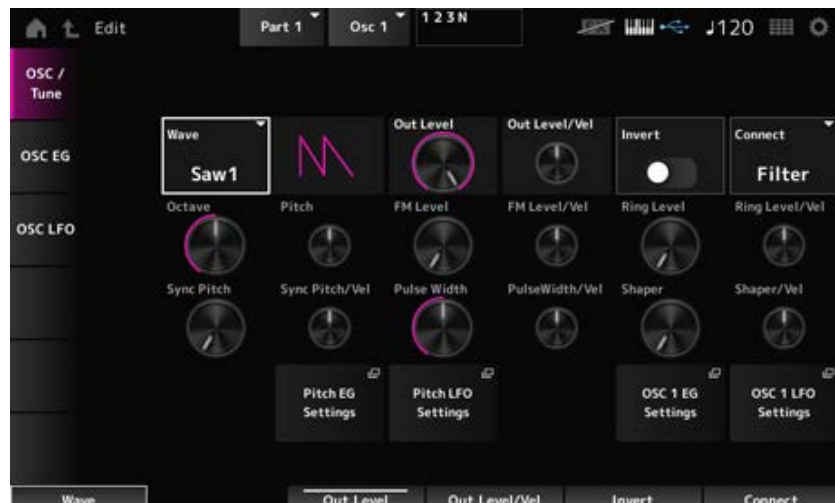 Edit
Part 1
Osc 1
1 2 3 N
♩120
OSC / Tune
OSC EG
OSC LFO
Wave
Saw1
Out Level
Out Level/Vel
Invert
Connect
Filter
Octave
Pitch
FM Level
FM Level/Vel
Ring Level
Ring Level/Vel
Sync Pitch
Sync Pitch/Vel
Pulse Width
PulseWidth/Vel
Shaper
Shaper/Vel
Pitch EG Settings
Pitch LFO Settings
OSC 1 EG Settings
OSC 1 LFO Settings
Wave
Out Level
Out Level/Vel
Invert
Connect